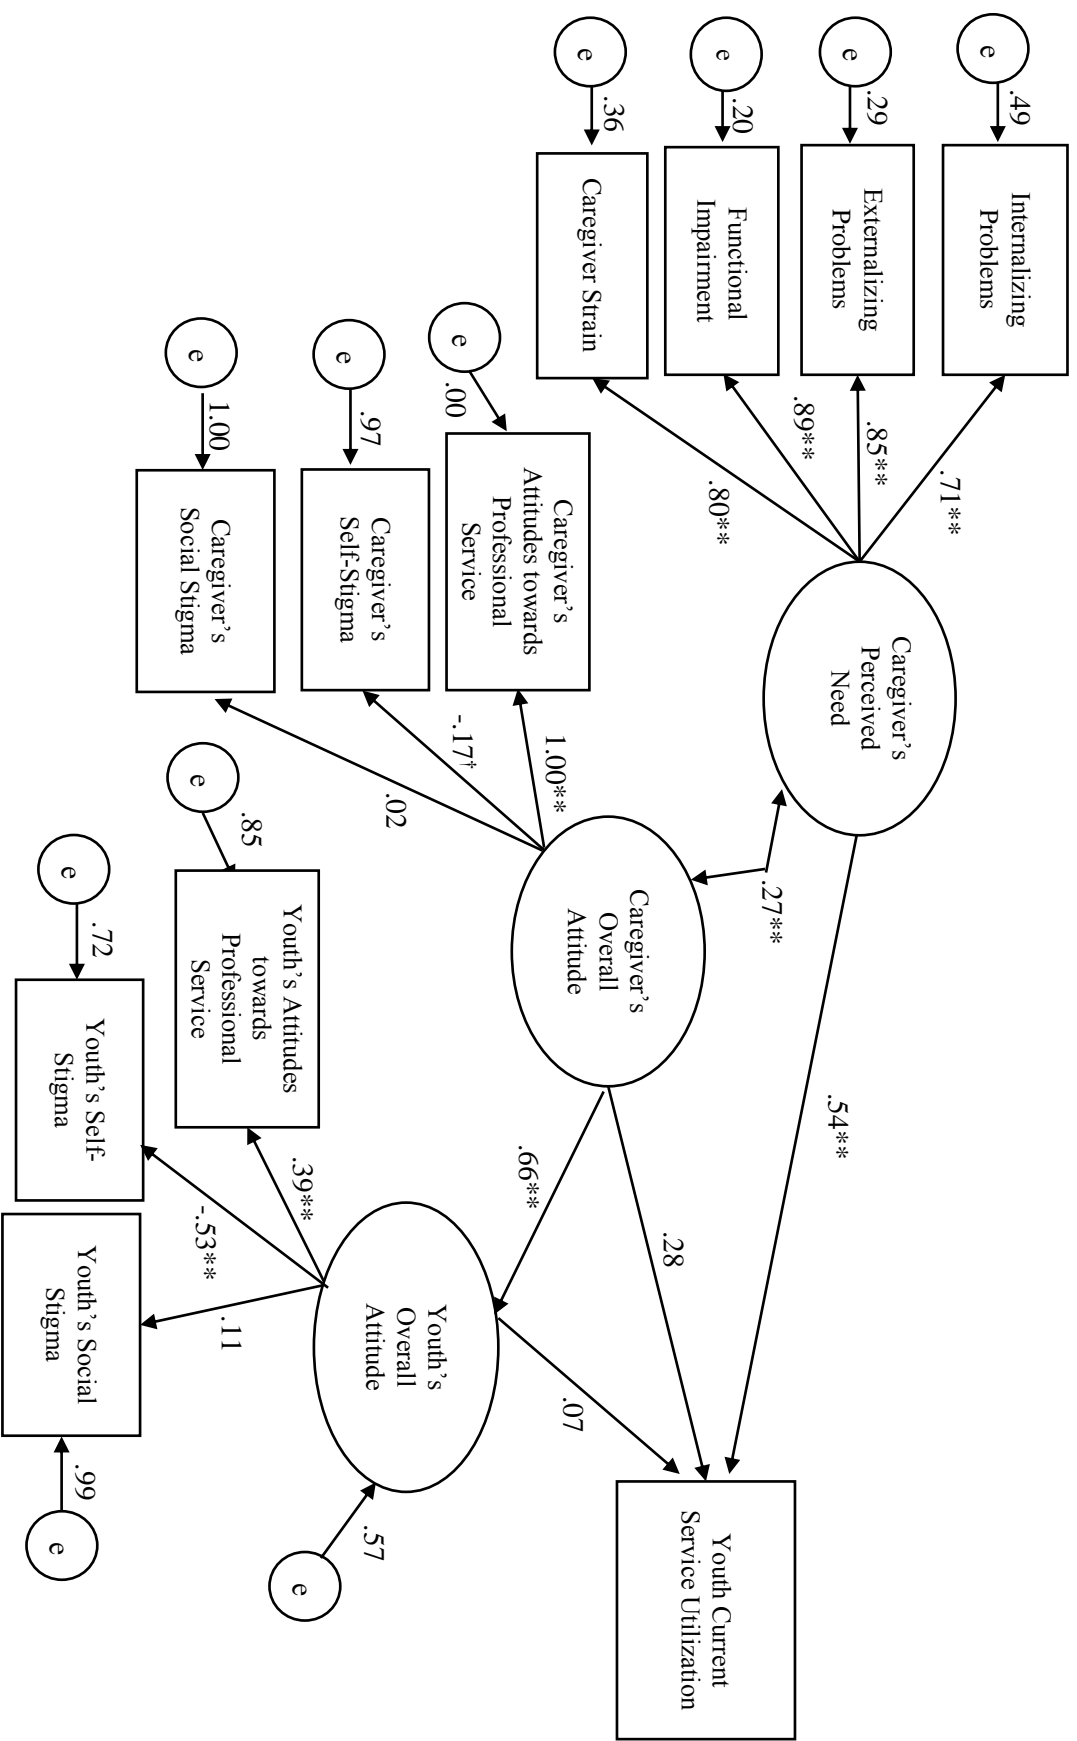 e
.49
Internalizing
Problems
.71**
e
.29
Externalizing
Problems
.85**
e
.20
Functional
Impairment
.89**
e
.36
Caregiver Strain
.80**
Caregiver’s
Perceived
Need
.54**
.27**
e
.00
Caregiver’s
Attitudes towards
Professional
Service
1.00**
e
.97
Caregiver’s
Self-Stigma
-.17†
e
1.00
Caregiver’s
Social Stigma
.02
Caregiver’s
Overall
Attitude
.28
.66**
e
.85
Youth’s Attitudes
towards
Professional
Service
.39**
e
.72
Youth’s Self-
Stigma
-.53**
Youth’s Social
Stigma
.11
.99
e
Youth’s
Overall
Attitude
.07
.57
e
Youth Current
Service Utilization